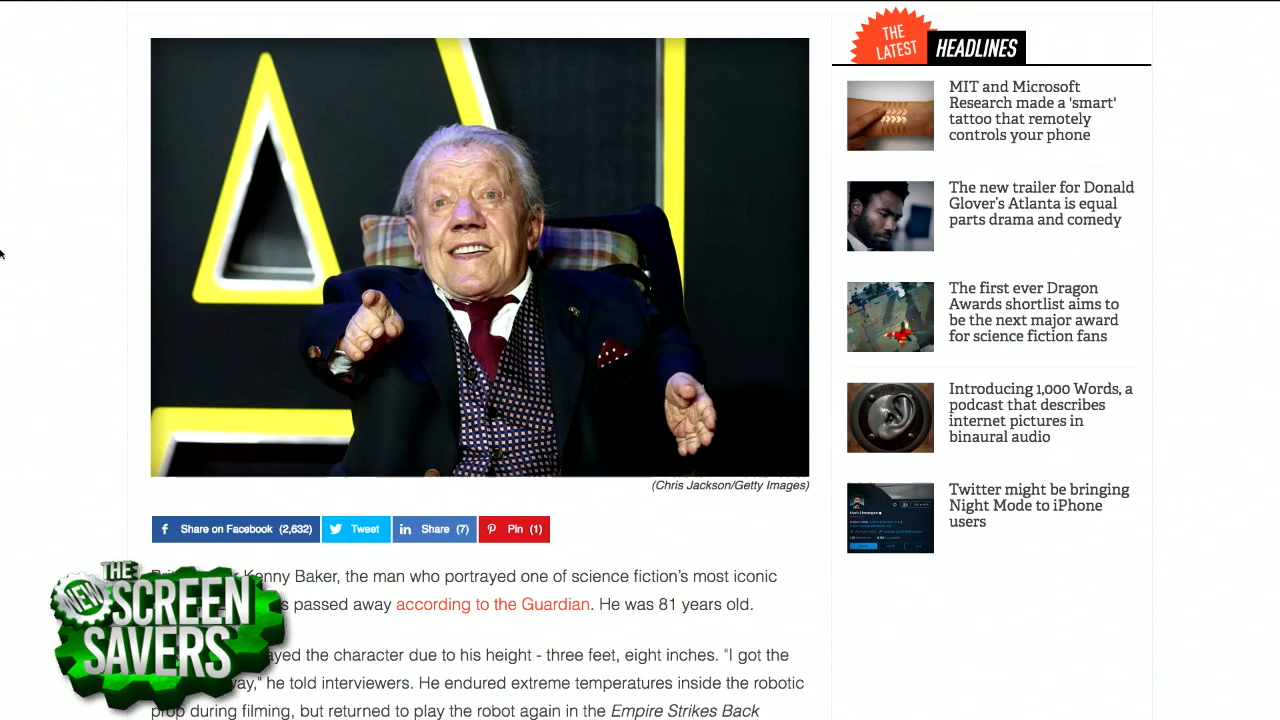 THE
LATEST
HEADLINES
MIT and Microsoft
Research made a 'smart'
tattoo that remotely
controls your phone
The new trailer for Donald
Glover's Atlanta is equal
parts drama and comedy
The first ever Dragon
Awards shortlist aims to
be the next major award
for science fiction fans
Introducing 1,000 Words, a
podcast that describes
internet pictures in
binaural audio
Twitter might be bringing
Night Mode to iPhone
users
(Chris Jackson/Getty Images)
Share on Facebook (2,632)
Tweet
in Share (7)
Pin (1)
Kenny Baker, the man who portrayed one of science fiction's most iconic
passed away according to the Guardian. He was 81 years old.
the character due to his height - three feet, eight inches. "I got the
he told interviewers. He endured extreme temperatures inside the robotic
prop during filming, but returned to play the robot again in the Empire Strikes Back
THE
NEW
SCREEN
SAVERS